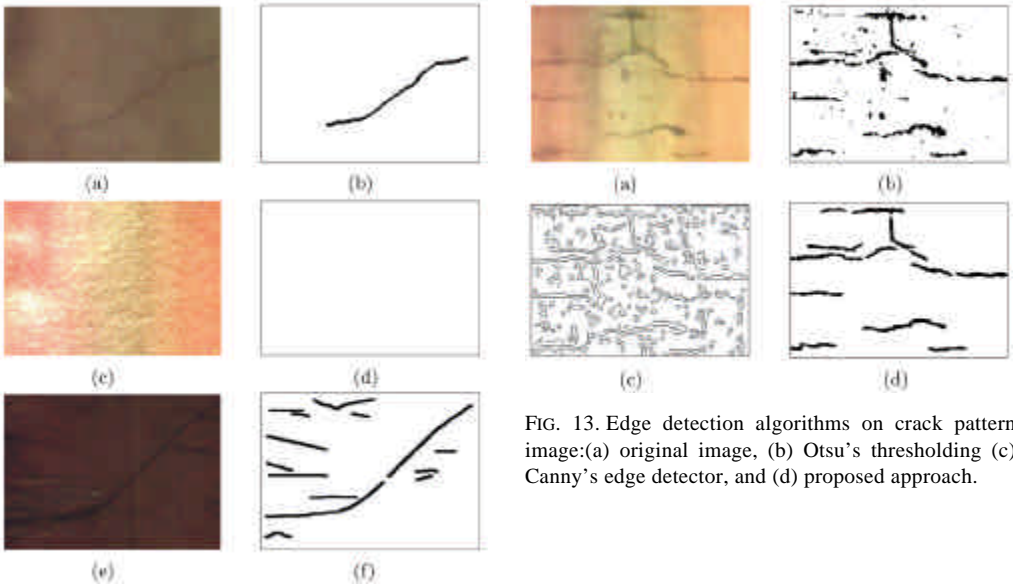 (a)
(b)
(c)
(d)
(e)
(f)
(a)
(b)
(c)
(d)
FIG. 13. Edge detection algorithms on crack pattern
image:(a) original image, (b) Otsu's thresholding (c)
Canny's edge detector, and (d) proposed approach.